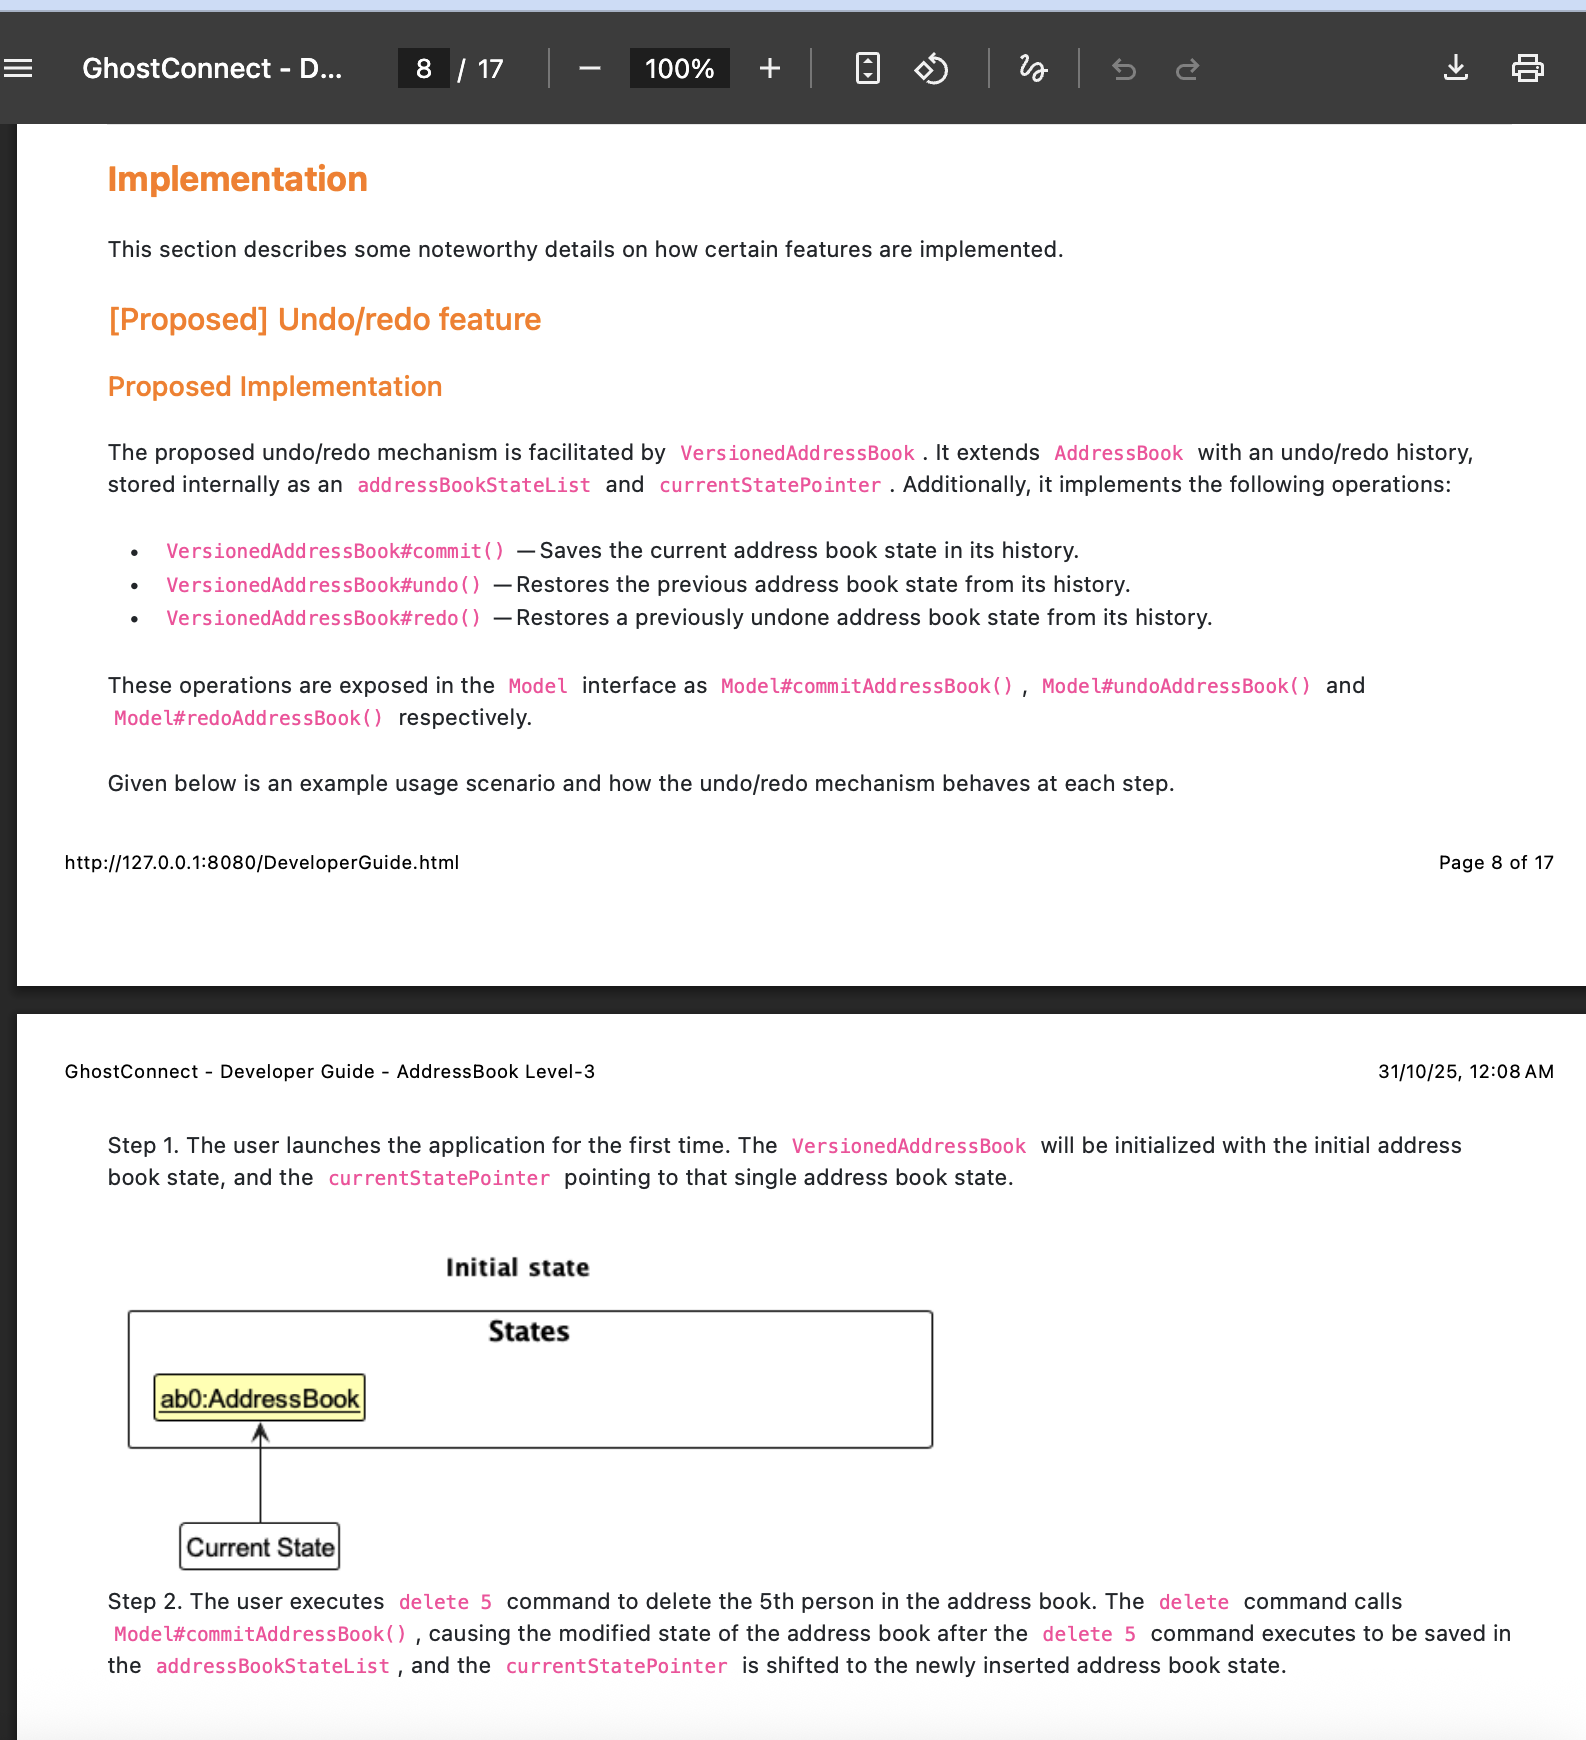 GhostConnect - D...
8 / 17
100%
Implementation
This section describes some noteworthy details on how certain features are implemented.
[Proposed] Undo/redo feature
Proposed Implementation
The proposed undo/redo mechanism is facilitated by VersionedAddressBook . It extends AddressBook with an undo/redo history,
stored internally as an addressBookStateList and currentStatePointer . Additionally, it implements the following operations:
• VersionedAddressBook#commit() — Saves the current address book state in its history.
• VersionedAddressBook#undo() — Restores the previous address book state from its history.
• VersionedAddressBook#redo() — Restores a previously undone address book state from its history.
These operations are exposed in the Model interface as Model#commitAddressBook() , Model#undoAddressBook() and
Model#redoAddressBook() respectively.
Given below is an example usage scenario and how the undo/redo mechanism behaves at each step.
http://127.0.0.1:8080/DeveloperGuide.html
Page 8 of 17
GhostConnect - Developer Guide - AddressBook Level-3
31/10/25, 12:08 AM
Step 1. The user launches the application for the first time. The VersionedAddressBook will be initialized with the initial address
book state, and the currentStatePointer pointing to that single address book state.
Initial state
States
ab0:AddressBook
Current State
Step 2. The user executes delete 5 command to delete the 5th person in the address book. The delete command calls
Model#commitAddressBook() , causing the modified state of the address book after the delete 5 command executes to be saved in
the addressBookStateList , and the currentStatePointer is shifted to the newly inserted address book state.